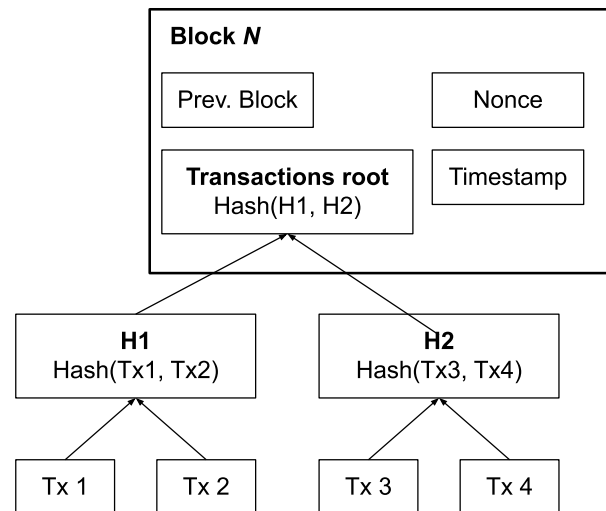 Block N
Prev. Block
Nonce
Transactions root
Hash(H1, H2)
Timestamp
H1
Hash(Tx1, Tx2)
H2
Hash(Tx3, Tx4)
Tx 1
Tx 2
Tx 3
Tx 4